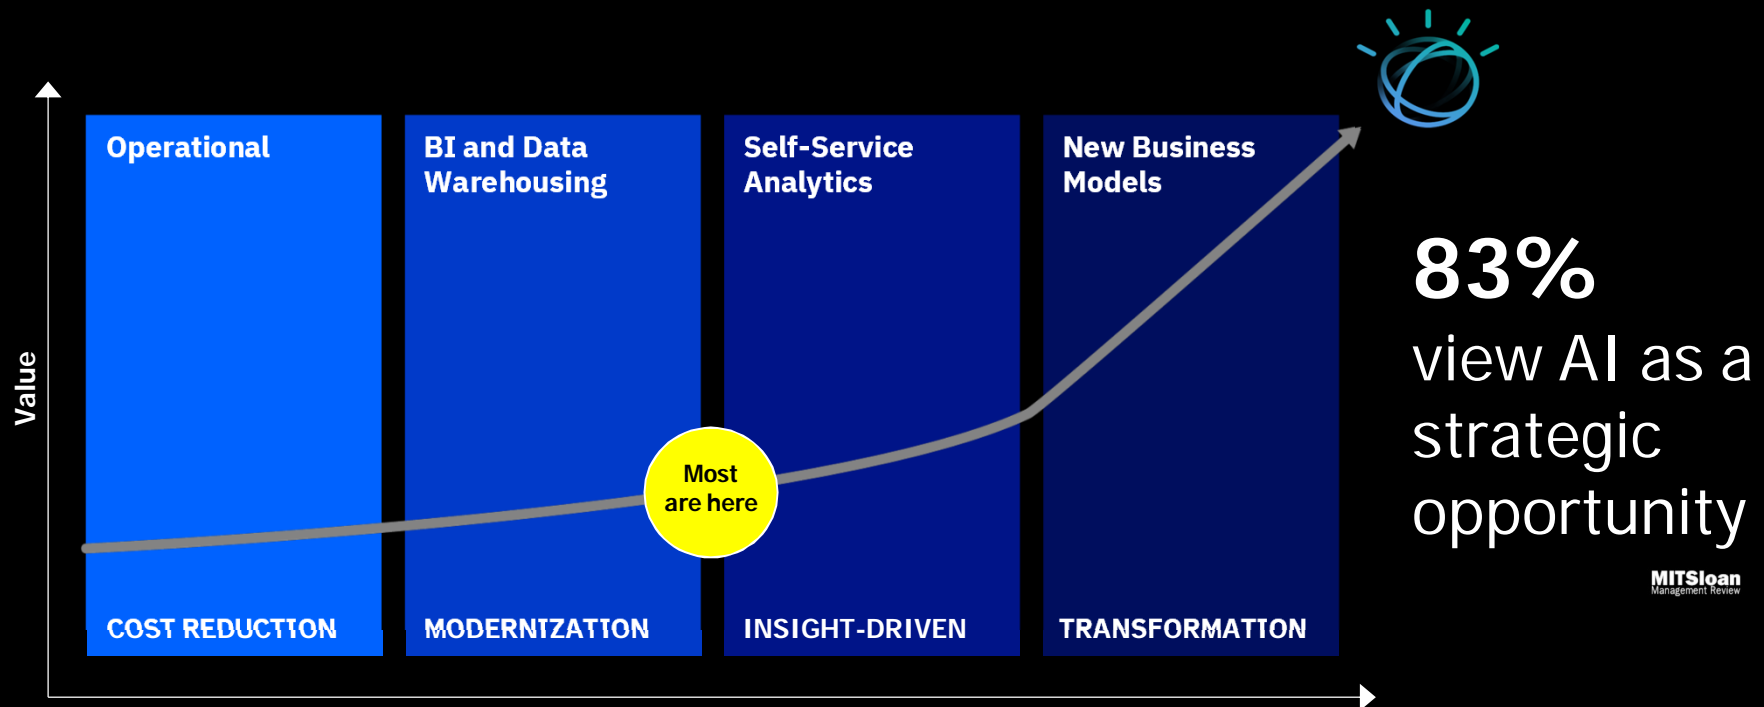 Value
Operational
COST REDUCTION
BI and Data
Warehousing
MODERNIZATION
Self-Service
Analytics
INSIGHT-DRIVEN
New Business
Models
TRANSFORMATION
Most
are here
83%
view AI as a
strategic
opportunity
MITSloan
Management Review